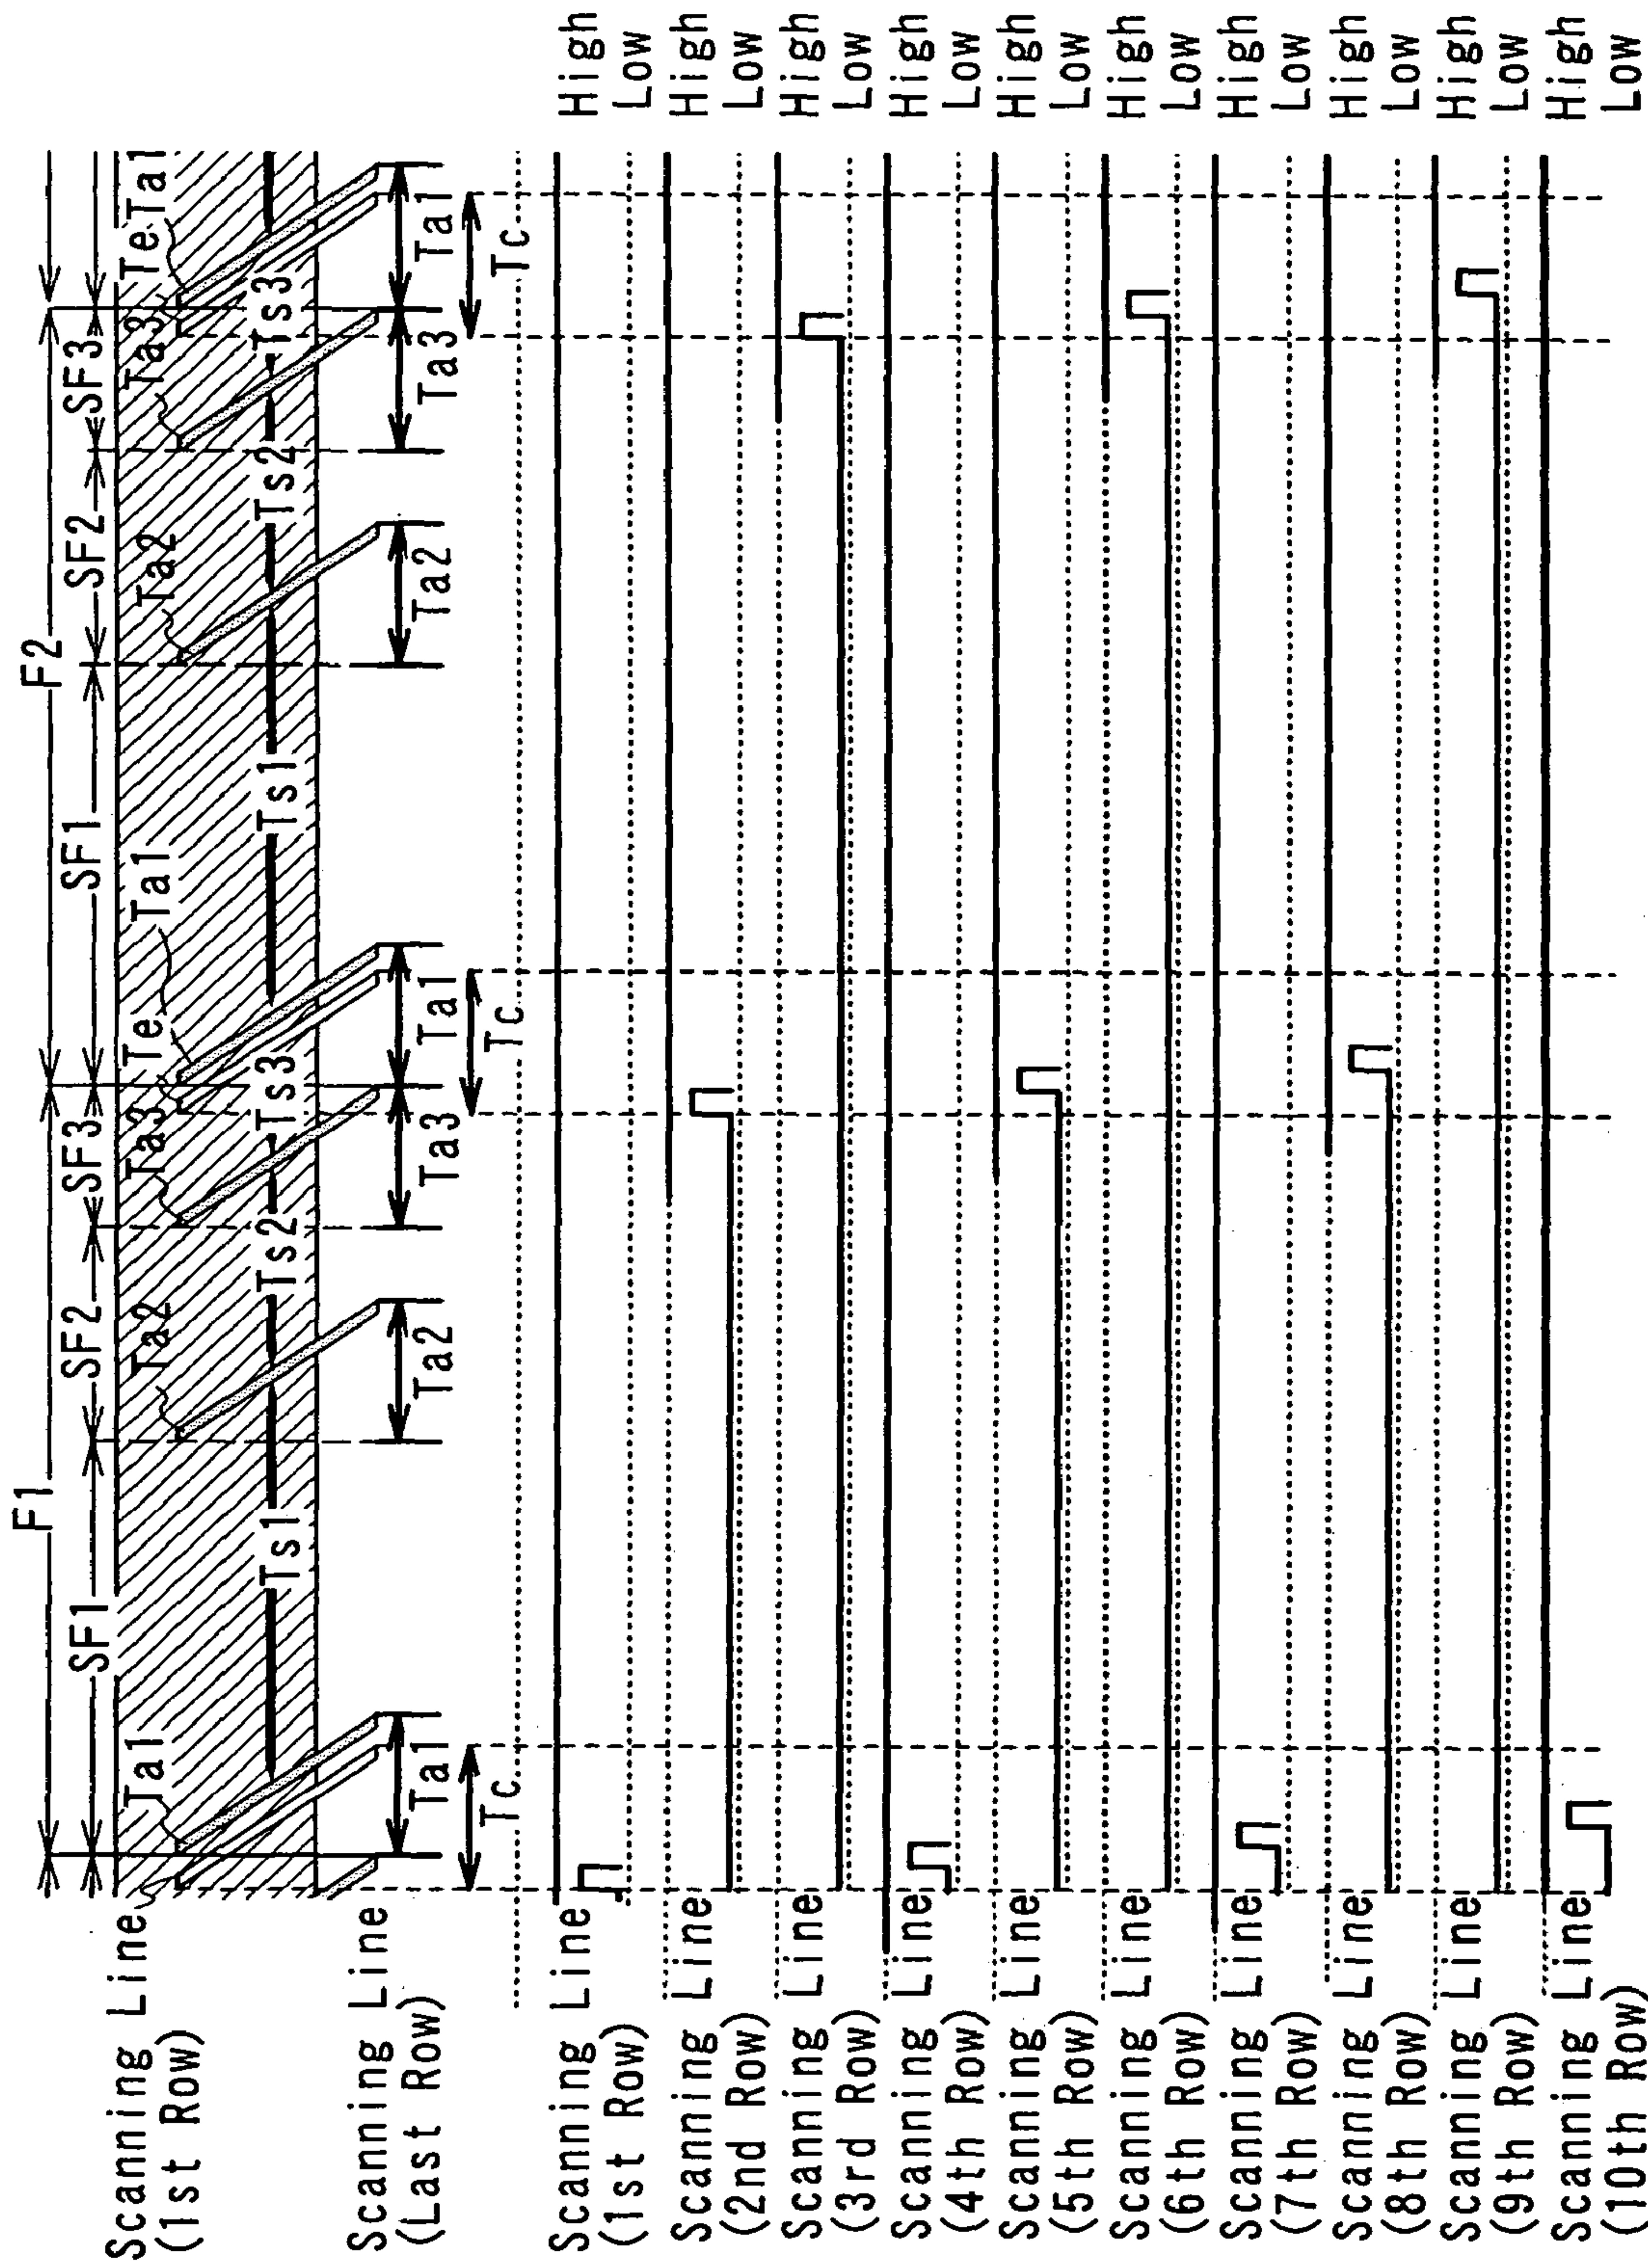 F1
F2
SF1
SF2
SF3
SF1
SF2
SF3
Scanning Line
(1st Row)
Ta1
Ta2
Ta3
Te
Ta1
Ta2
Ta3
Te
Ta1
Ts1
Ts2
Ts3
Ts1
Ts2
Ts3
Scanning Line
(Last Row)
Ta1
Ta2
Ta3
Ta1
Ta2
Ta3
Ta1
Tc
Tc
Tc
Scanning Line
(1st Row)
High
Low
Scanning Line
(2nd Row)
High
Low
Scanning Line
(3rd Row)
High
Low
Scanning Line
(4th Row)
High
Low
Scanning Line
(5th Row)
High
Low
Scanning Line
(6th Row)
High
Low
Scanning Line
(7th Row)
High
Low
Scanning Line
(8th Row)
High
Low
Scanning Line
(9th Row)
High
Low
Scanning Line
(10th Row)
High
Low